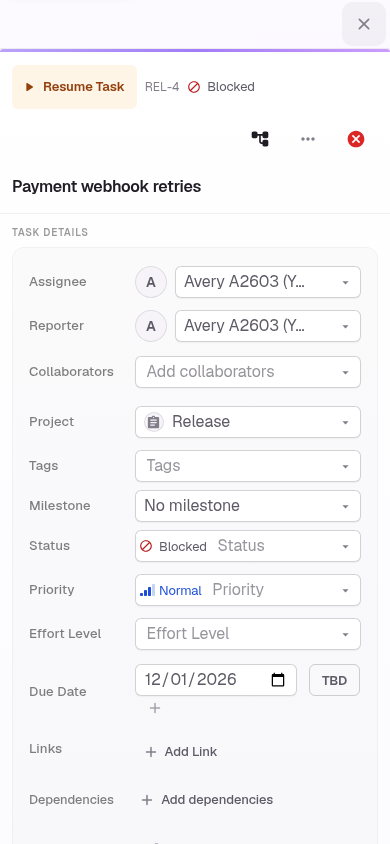 Resume Task REL-4 Blocked
Payment webhook retries
TASK DETAILS
Assignee A Avery A2603 (Y...
Reporter A Avery A2603 (Y...
Collaborators Add collaborators
Project Release
Tags Tags
Milestone No milestone
Status Blocked Status
Priority Normal Priority
Effort Level Effort Level
Due Date 12/01/2026 TBD
Links Add Link
Dependencies Add dependencies